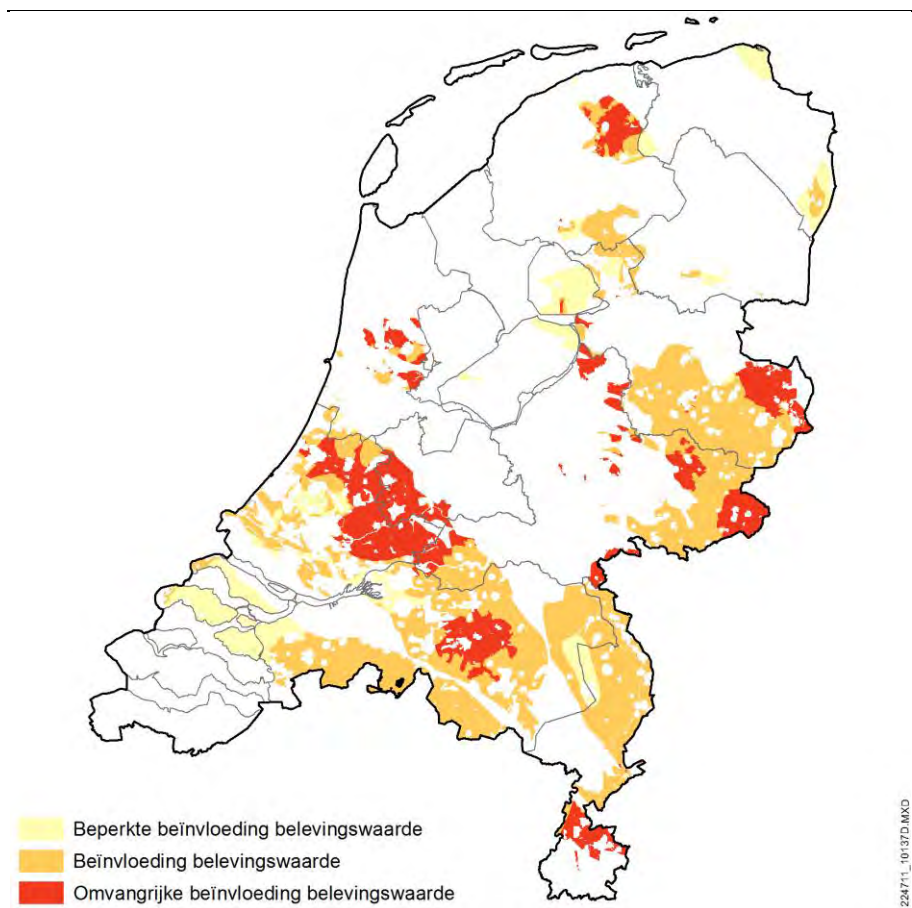 Beperkte beïnvloeding belevingswaarde
Beïnvloeding belevingswaarde
Omvangrijke beïnvloeding belevingswaarde
224711_10137D.MXD